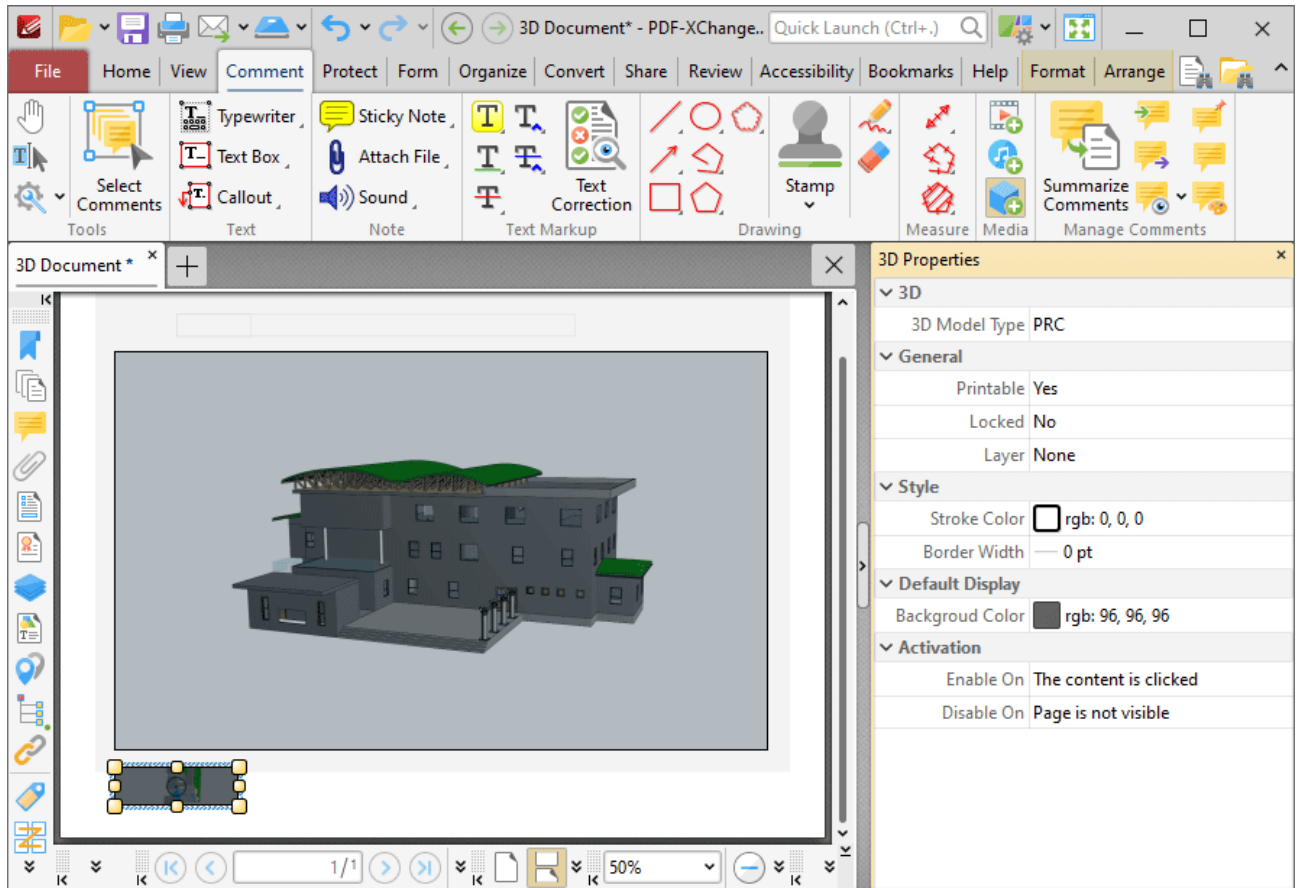 3D Document* - PDF-XChange.. Quick Launch (Ctrl+.)
File Home View Comment Protect Form Organize Convert Share Review Accessibility Bookmarks Help Format Arrange
Typewriter
Text Box
Callout
Sticky Note
Attach File
Sound
Select
Comments
Text
Correction
Stamp
Summarize
Comments
Tools Text Note Text Markup Drawing Measure Media Manage Comments
3D Document *
3D Properties
3D
3D Model Type PRC
General
Printable Yes
Locked No
Layer None
Style
Stroke Color rgb: 0, 0, 0
Border Width 0 pt
Default Display
Backgroud Color rgb: 96, 96, 96
Activation
Enable On The content is clicked
Disable On Page is not visible
1/1
50%